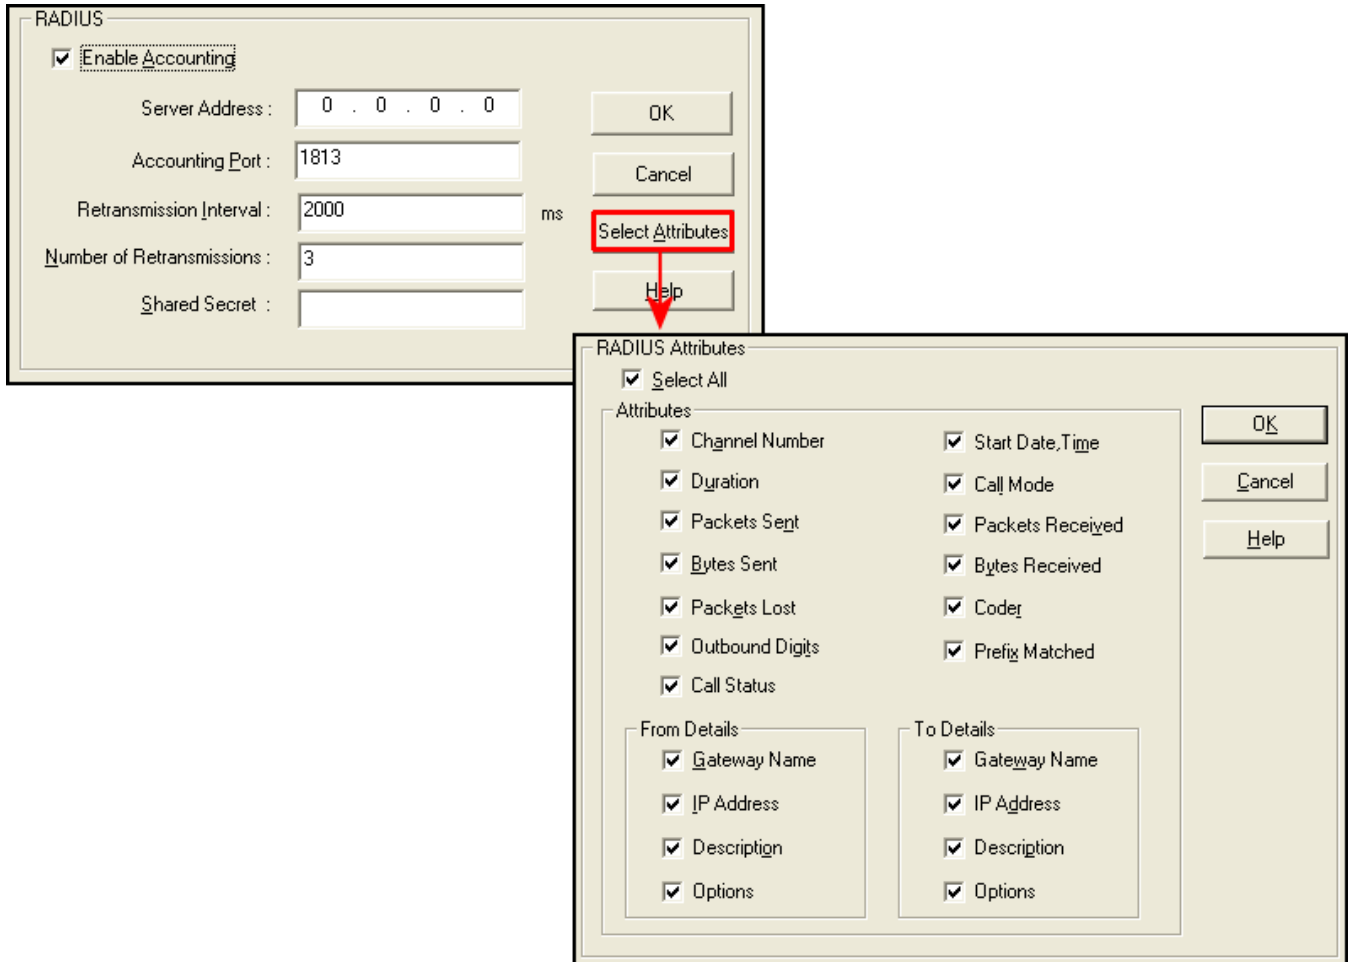 RADIUS
Enable Accounting
Server Address : 0 . 0 . 0 . 0
OK
Accounting Port : 1813
Cancel
Retransmission Interval : 2000 ms
Select Attributes
Number of Retransmissions : 3
Help
Shared Secret :
RADIUS Attributes
Select All
Attributes
OK
Cancel
Help
Channel Number
Start Date,Time
Duration
Call Mode
Packets Sent
Packets Received
Bytes Sent
Bytes Received
Packets Lost
Coder
Outbound Digits
Prefix Matched
Call Status
From Details
Gateway Name
IP Address
Description
Options
To Details
Gateway Name
IP Address
Description
Options